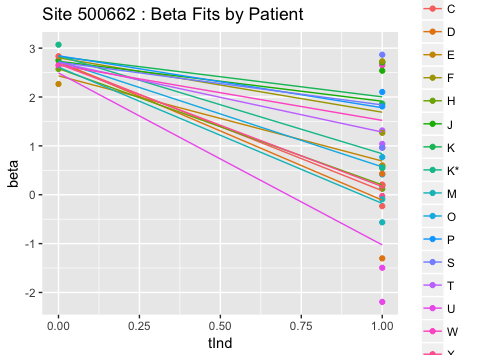 Site 500662 : Beta Fits by Patient
beta
3
2
1
0
-1
-2
0.00 0.25 0.50 0.75 1.00
tInd
C
D
E
F
H
J
K
K*
M
O
P
S
T
U
W